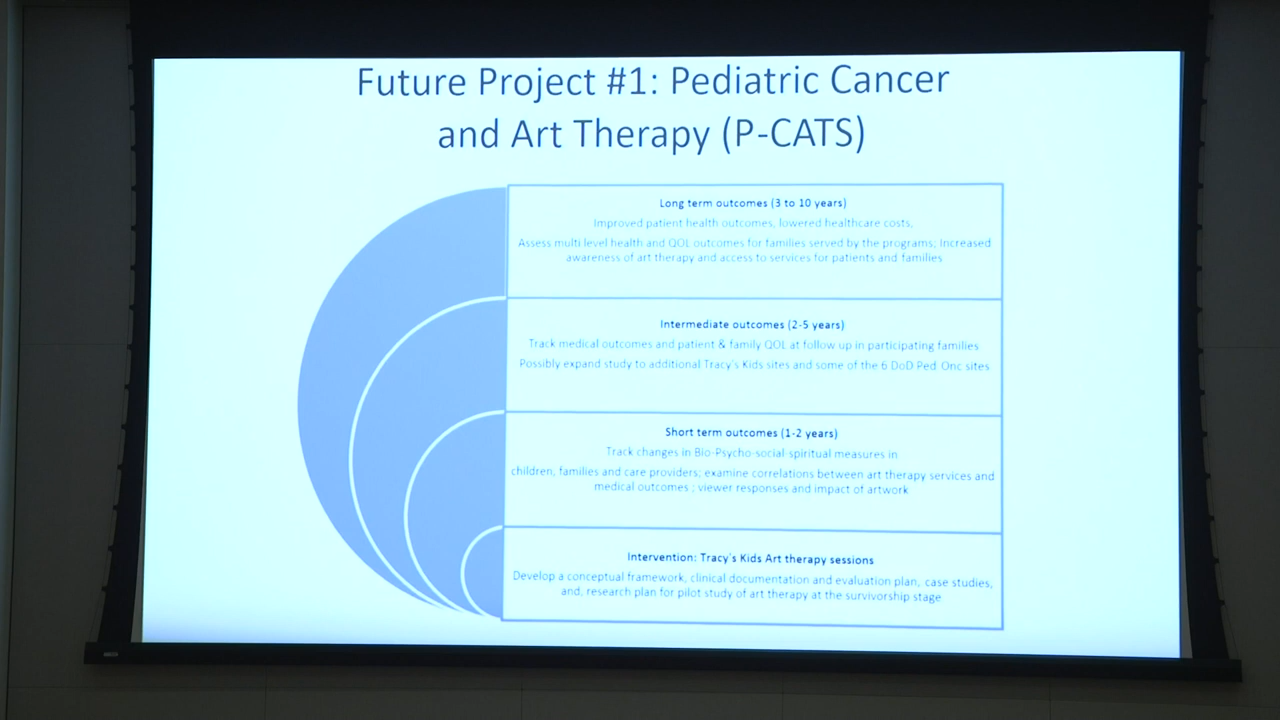 Future Project #1: Pediatric Cancer
and Art Therapy (P-CATS)
Long term outcomes (3 to 10 years)
Improved patient health outcomes, lowered healthcare costs,
Assess multi level health and QOL outcomes for families served by the programs; Increased
awareness of art therapy and access to services for patients and families
Intermediate outcomes (2-5 years)
Track medical outcomes and patient & family QOL at follow up in participating families
Possibly expand study to additional Tracy's Kids sites and some of the 6 DoD Ped Onc sites
Short term outcomes (1-2 years)
Track changes in Bio-Psycho-social-spiritual measures in
children, families and care providers; examine correlations between art therapy services and
medical outcomes ; viewer responses and impact of artwork
Intervention: Tracy's Kids Art therapy sessions
Develop a conceptual framework, clinical documentation and evaluation plan, case studies,
and, research plan for pilot study of art therapy at the survivorship stage